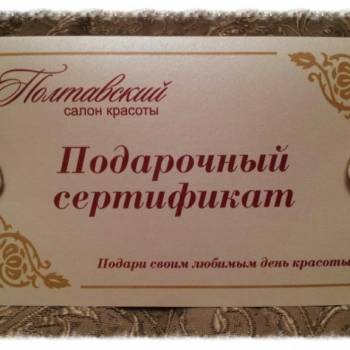 Полтавский
салон красоты
Подарочный
сертификат
Подари своим любимым день красоты